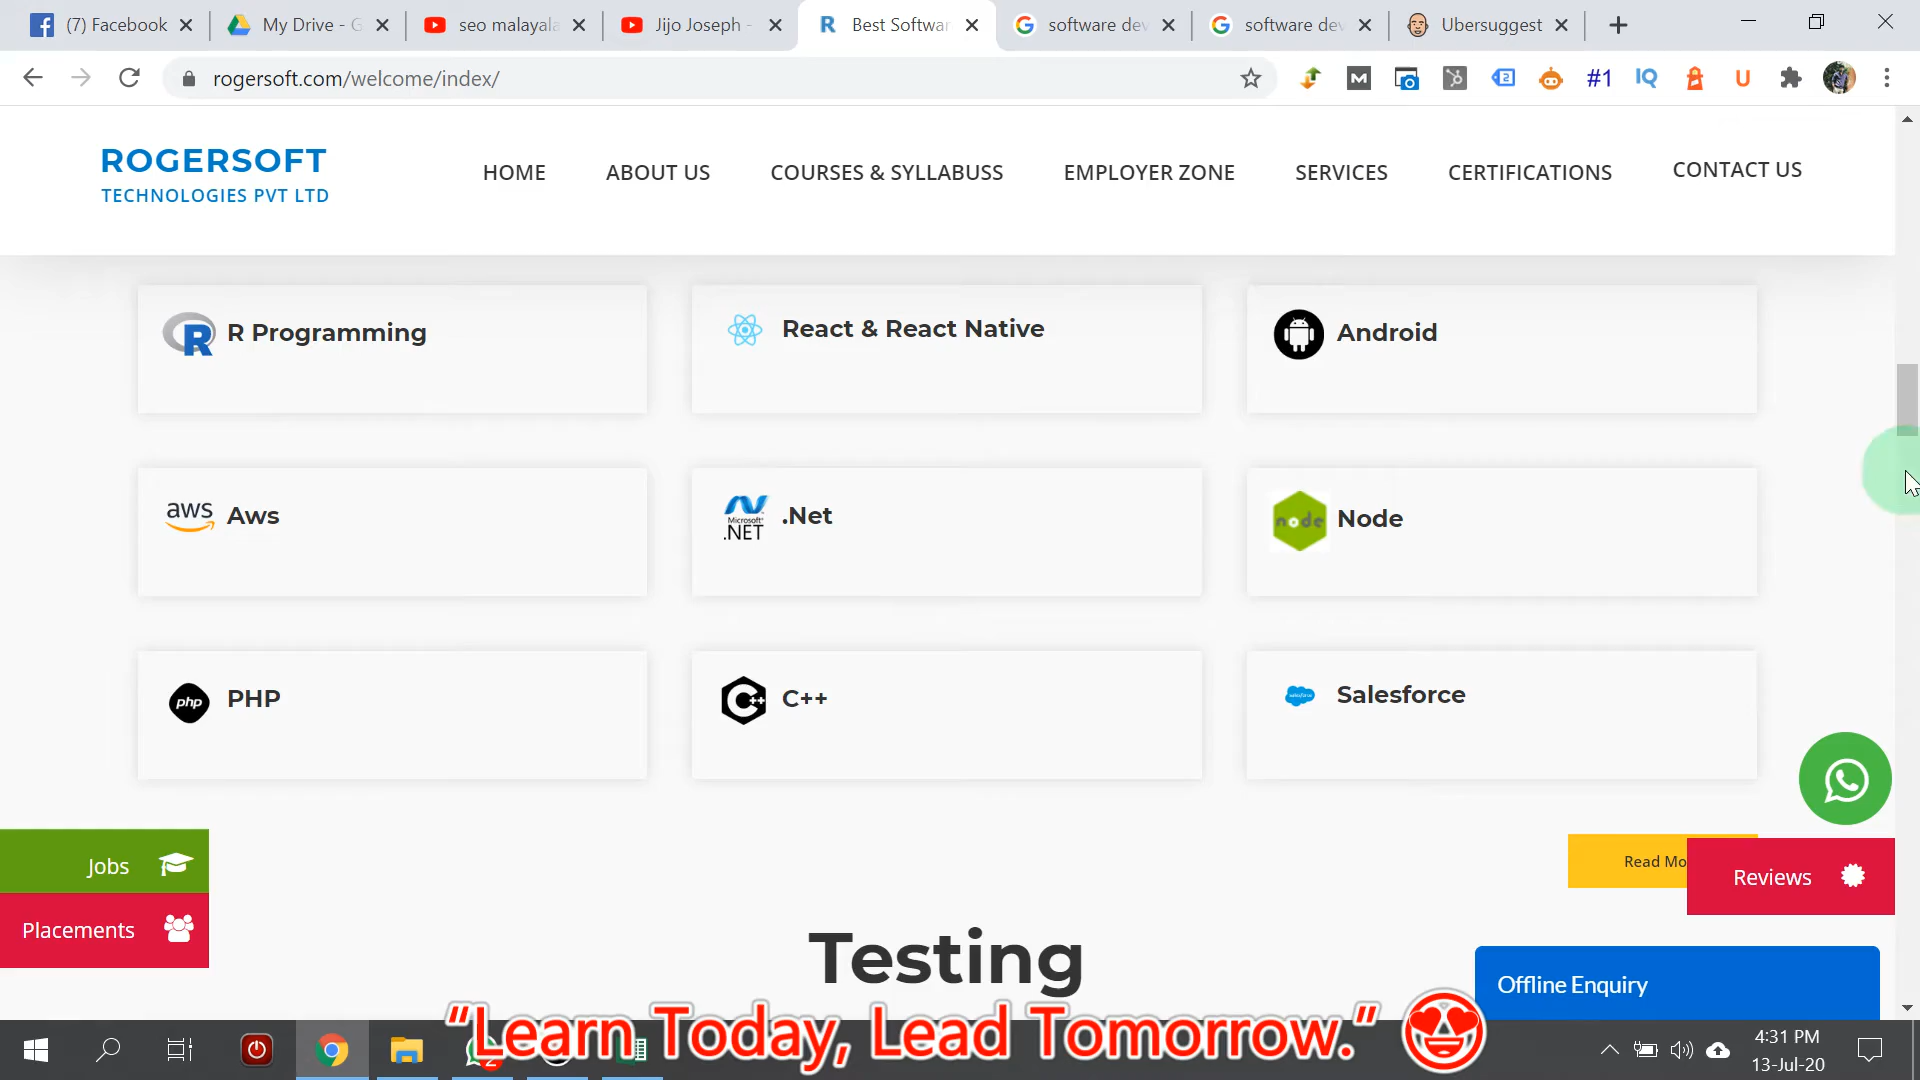 (7) Facebook
My Drive - G
seo malayala
Jijo Joseph -
Best Softwar
software dev
software dev
Ubersuggest
rogersoft.com/welcome/index/
#1
IQ
U
ROGERSOFT
TECHNOLOGIES PVT LTD
HOME
ABOUT US
COURSES & SYLLABUSS
EMPLOYER ZONE
SERVICES
CERTIFICATIONS
CONTACT US
R Programming
React & React Native
Android
aws
Aws
Microsoft
.NET
.Net
node
Node
php
PHP
C++
Salesforce
Jobs
Placements
Read Mo
Reviews
Testing
Offline Enquiry
“Learn Today, Lead Tomorrow.”
4:31 PM
13-Jul-20